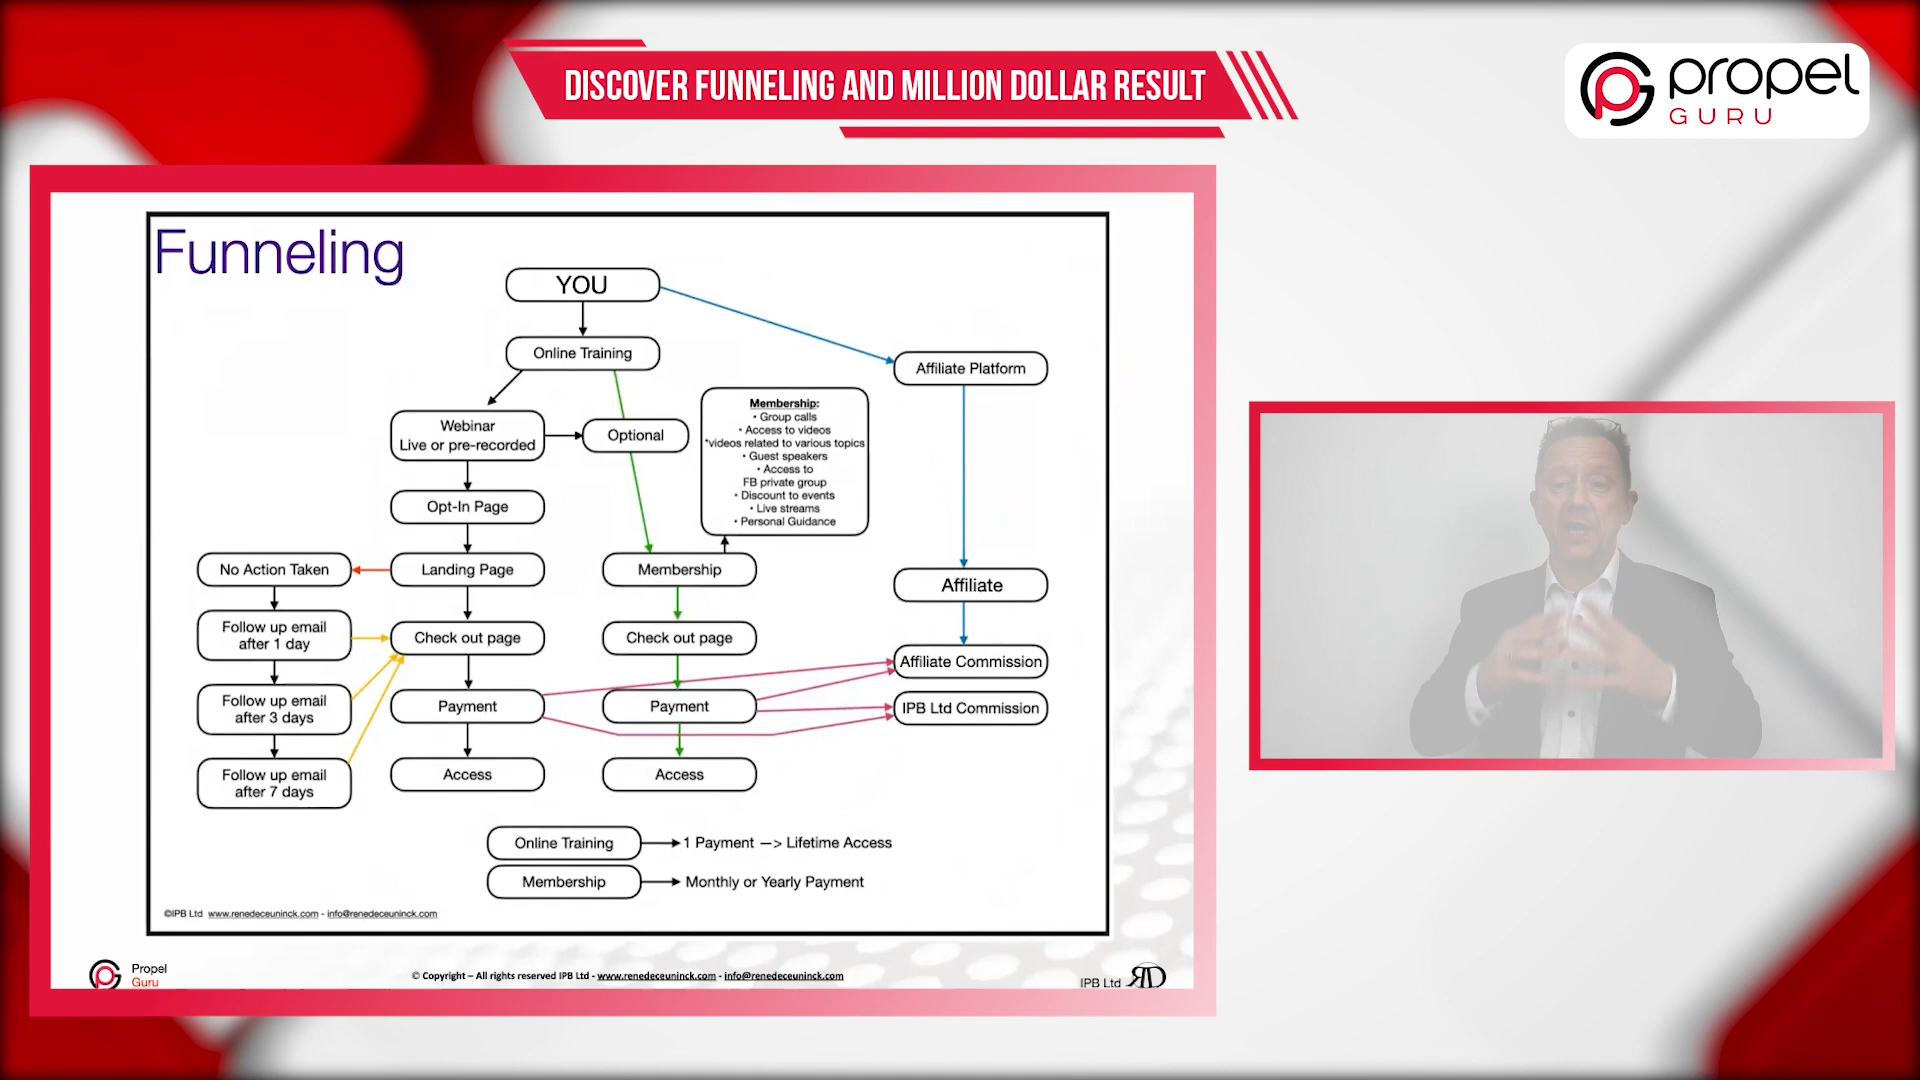 DISCOVER FUNNELING AND MILLION DOLLAR RESULT
propel
GURU
Funneling
YOU
Online Training
Affiliate Platform
Webinar
Live or pre-recorded
Optional
Membership:
• Group calls
• Access to videos
*videos related to various topics
• Guest speakers
• Access to
FB private group
• Discount to events
• Live streams
• Personal Guidance
Opt-In Page
No Action Taken
Landing Page
Membership
Affiliate
Follow up email
after 1 day
Check out page
Check out page
Affiliate Commission
Follow up email
after 3 days
Payment
Payment
IPB Ltd Commission
Follow up email
after 7 days
Access
Access
Online Training
1 Payment —> Lifetime Access
Membership
Monthly or Yearly Payment
©IPB Ltd www.renedeceuninck.com - info@renedeceuninck.com
Propel
Guru
© Copyright – All rights reserved IPB Ltd - www.renedeceuninck.com - info@renedeceuninck.com
IPB Ltd RD